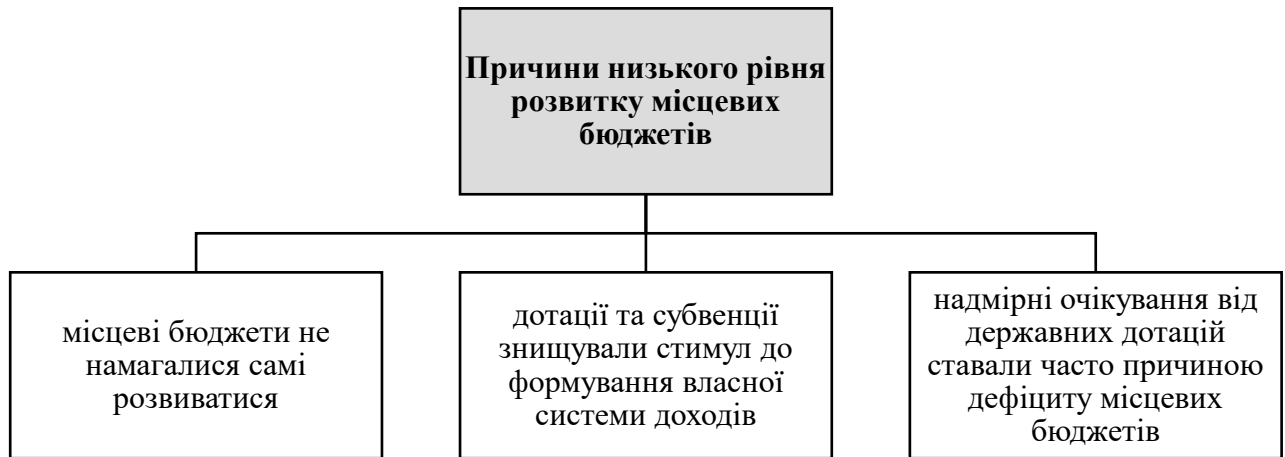 Причини низького рівня
розвитку місцевих
бюджетів
місцеві бюджети не
намагалися самі
розвиватися
дотації та субвенції
знищували стимул до
формування власної
системи доходів
надмірні очікування від
державних дотацій
ставали часто причиною
дефіциту місцевих
бюджетів